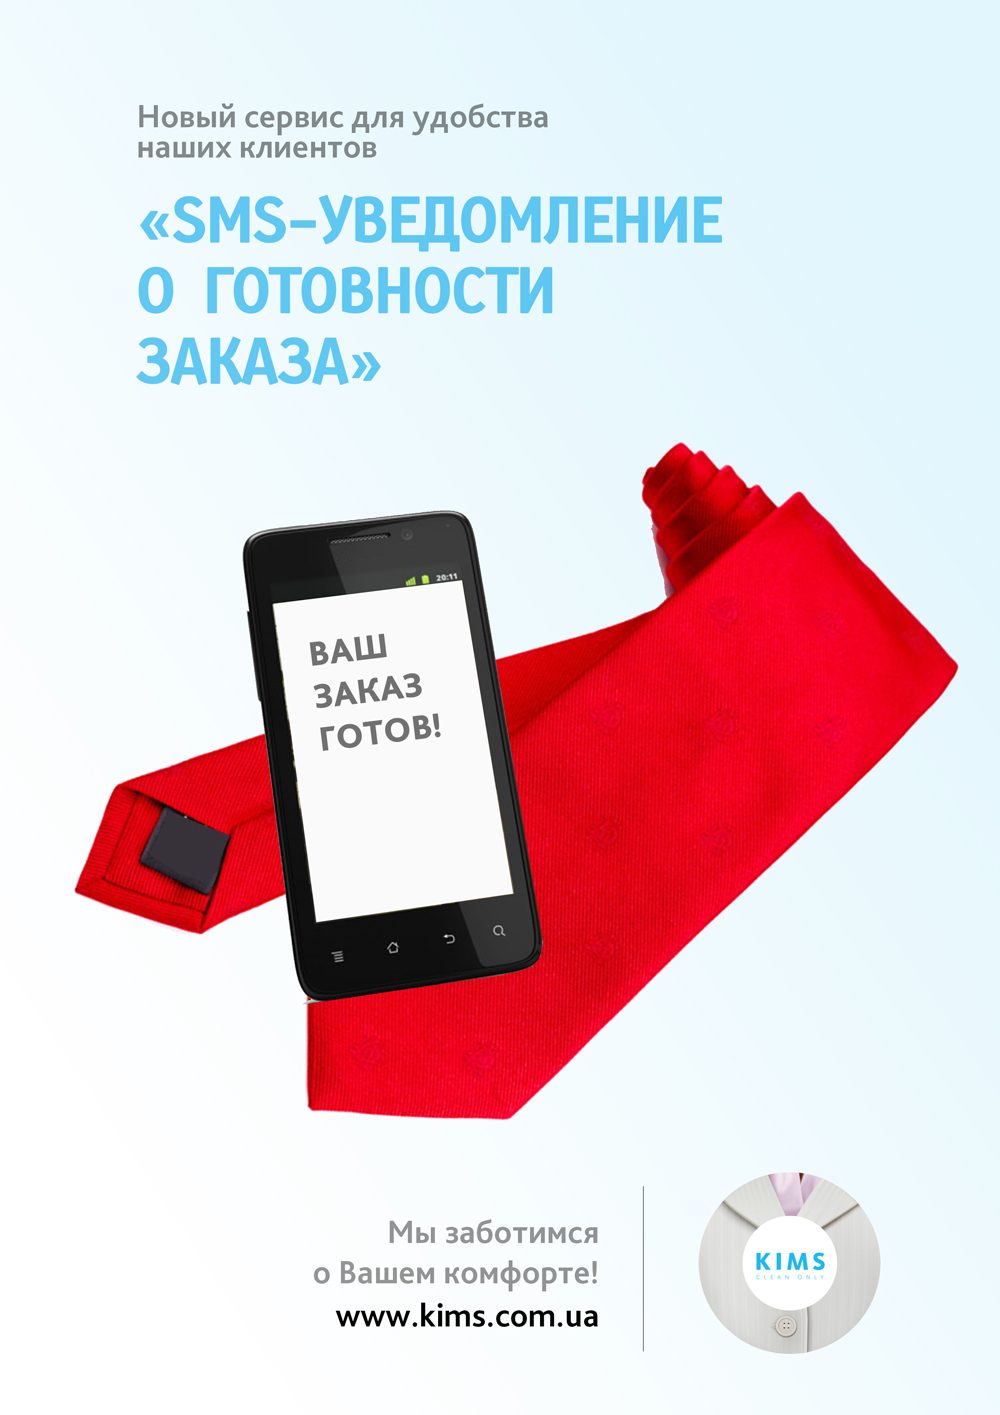 Новый сервис для удобства
наших клиентов
«SMS-УВЕДОМЛЕНИЕ
О ГОТОВНОСТИ
ЗАКАЗА»
20:11
ВАШ
ЗАКАЗ
ГОТОВ!
Мы заботимся
о Вашем комфорте!
www.kims.com.ua
KIMS
CLEAN ONLY